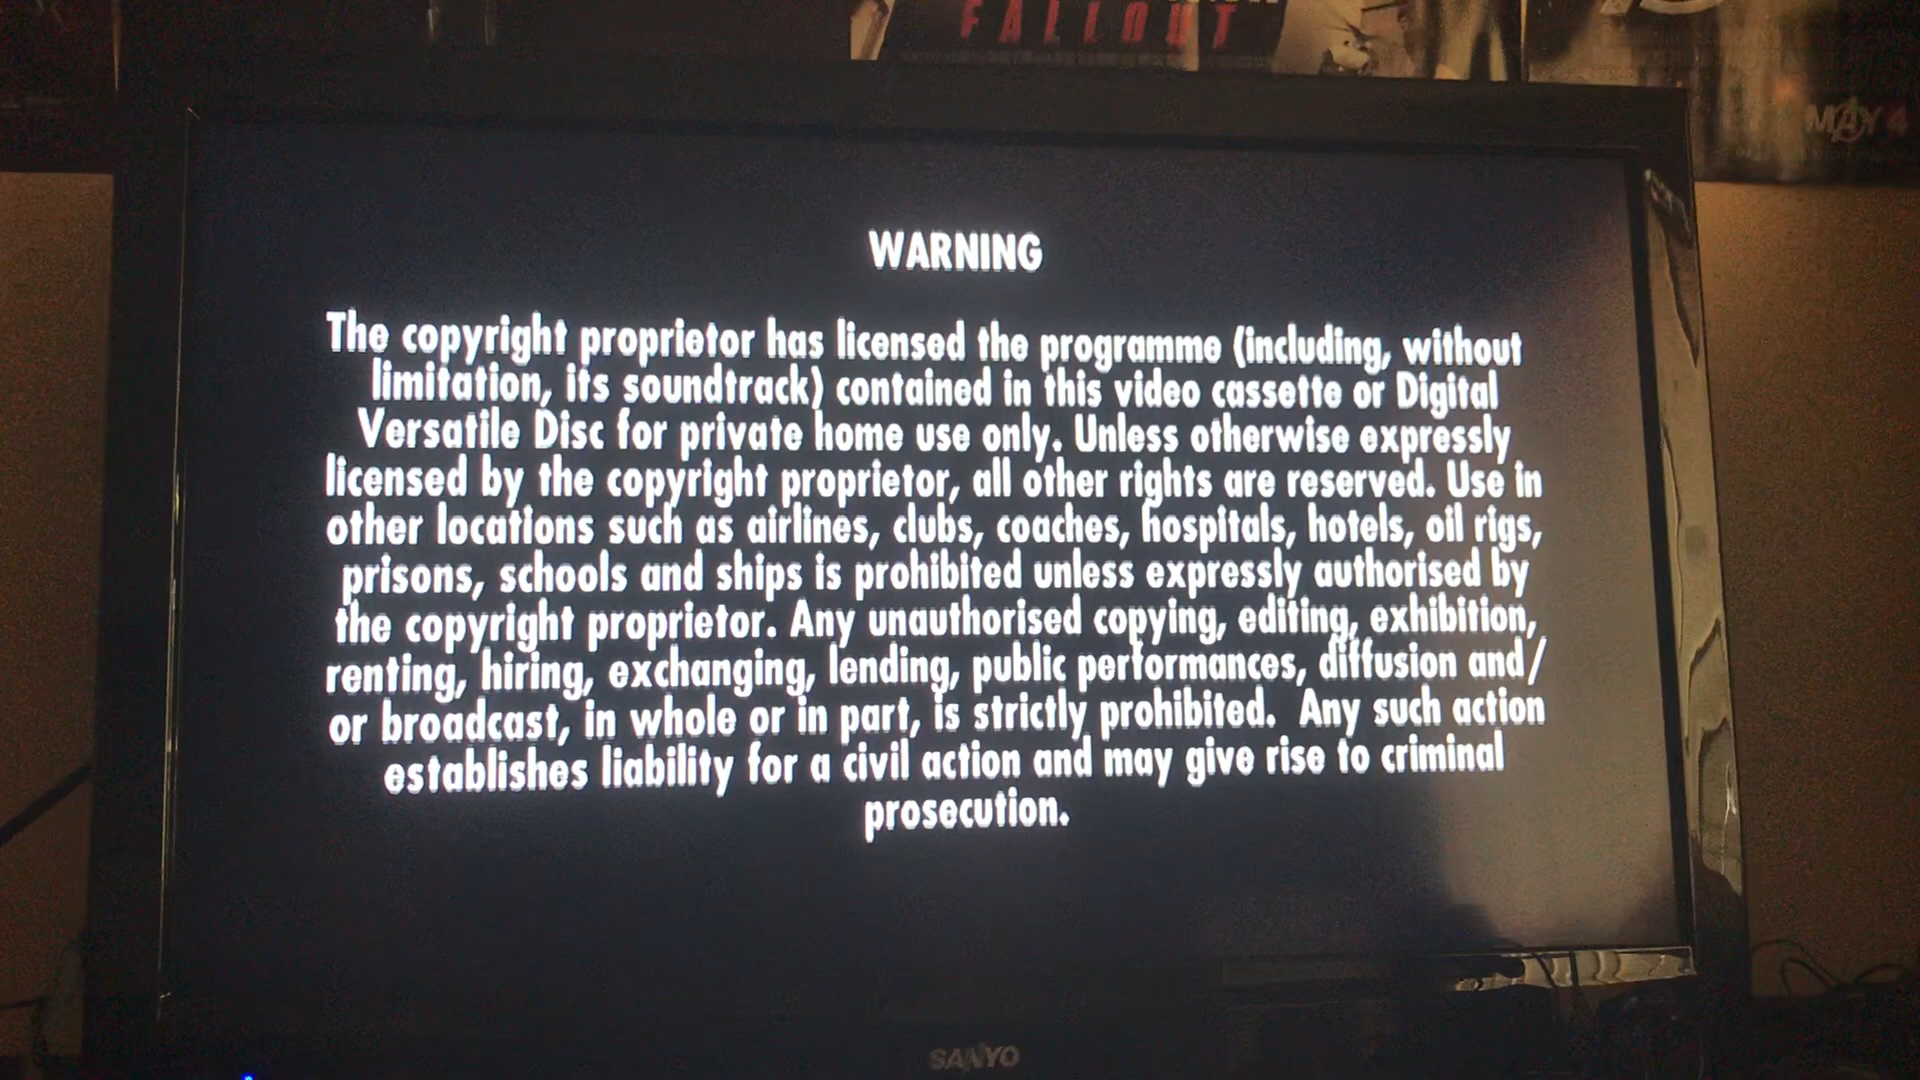 FALLOUT
MAY 4
WARNING
The copyright proprietor has licensed the programme (including, without
limitation, its soundtrack) contained in this video cassette or Digital
Versatile Disc for private home use only. Unless otherwise expressly
licensed by the copyright proprietor, all other rights are reserved. Use in
other locations such as airlines, clubs, coaches, hospitals, hotels, oil rigs,
prisons, schools and ships is prohibited unless expressly authorised by
the copyright proprietor. Any unauthorised copying, editing, exhibition,
renting, hiring, exchanging, lending, public performances, diffusion and/
or broadcast, in whole or in part, is strictly prohibited. Any such action
establishes liability for a civil action and may give rise to criminal
prosecution.
SANYO